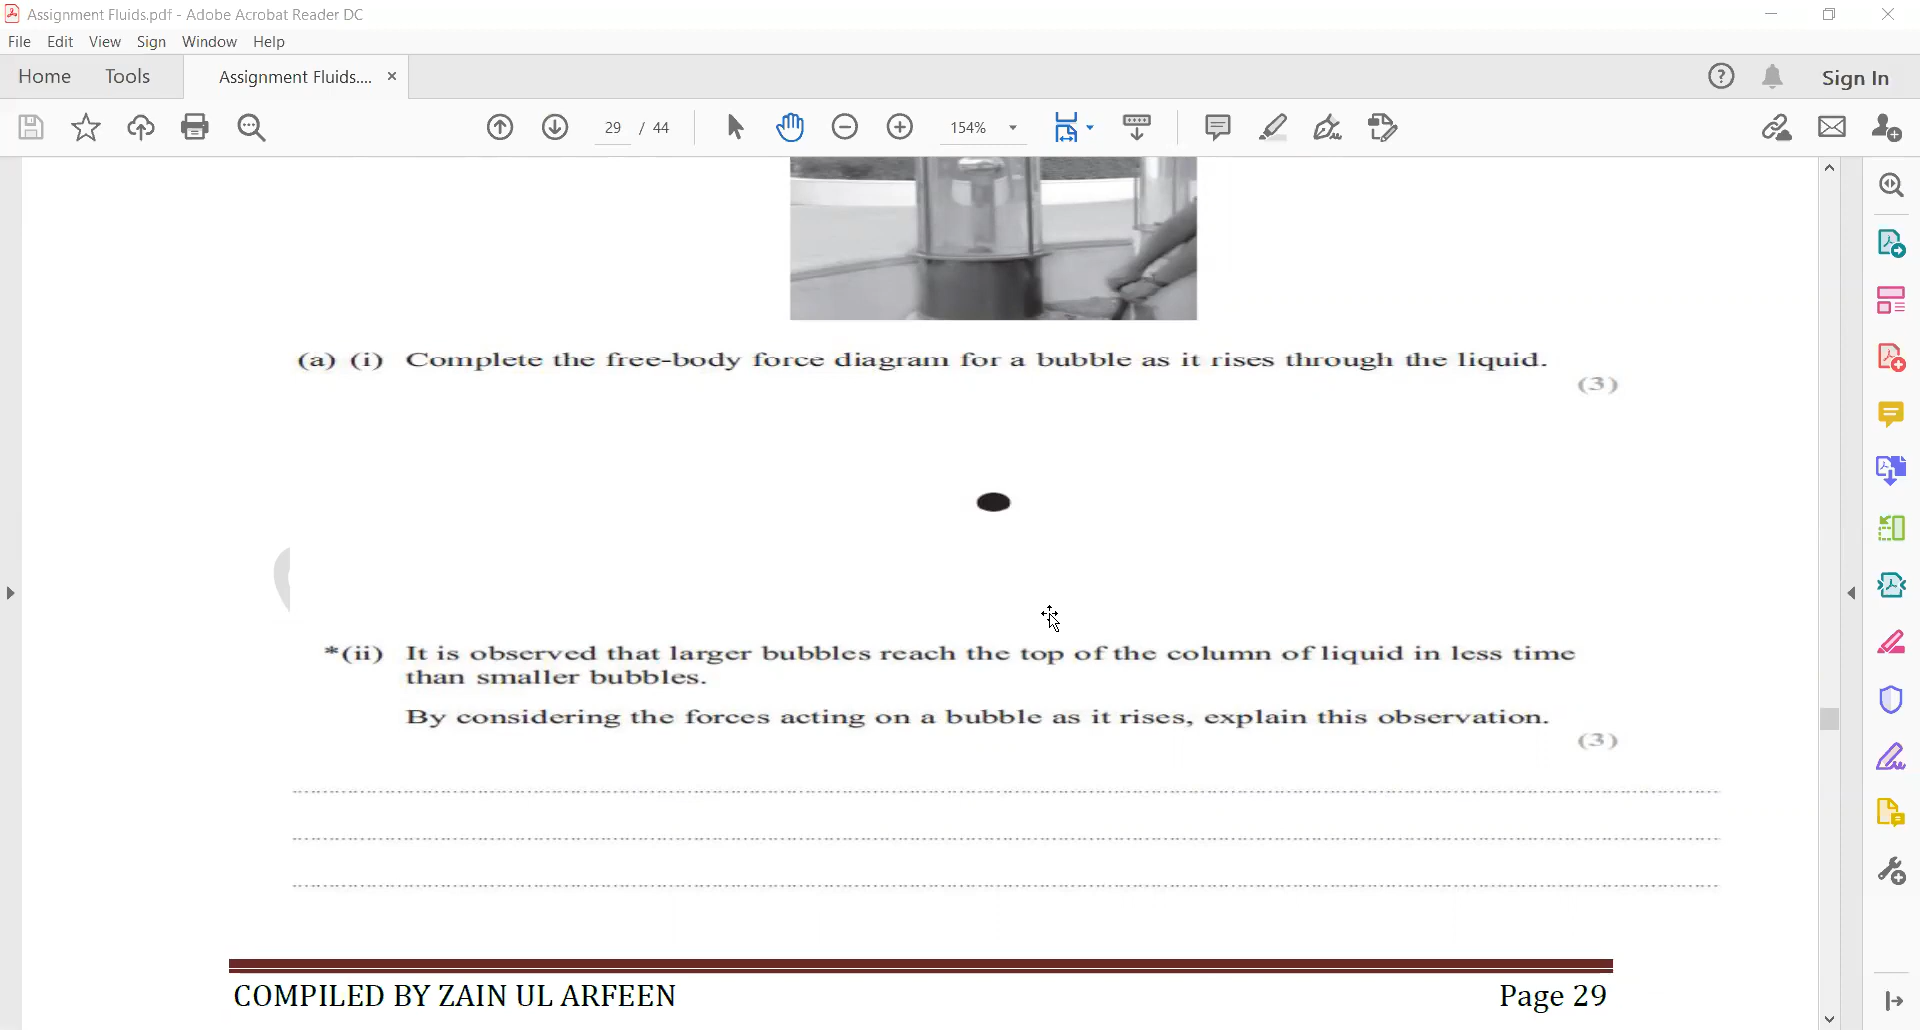 Assignment Fluids.pdf - Adobe Acrobat Reader DC
File Edit View Sign Window Help
Home Tools Assignment Fluids.... × Sign In
29 / 44 154%
(a) (i) Complete the free-body force diagram for a bubble as it rises through the liquid.
(3)
*(ii) It is observed that larger bubbles reach the top of the column of liquid in less time
than smaller bubbles.
By considering the forces acting on a bubble as it rises, explain this observation.
(3)
COMPILED BY ZAIN UL ARFEEN Page 29